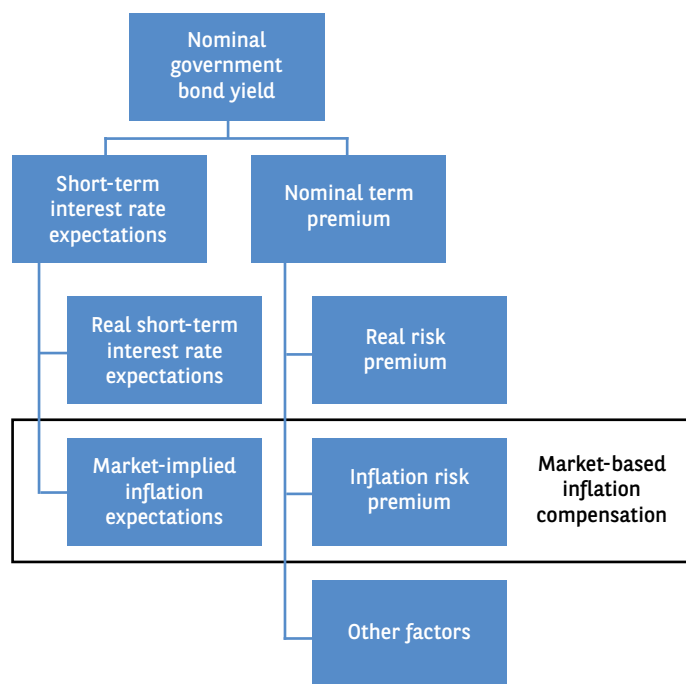 Nominal
government
bond yield
Short-term
interest rate
expectations
Nominal term
premium
Real short-term
interest rate
expectations
Real risk
premium
Market-implied
inflation
expectations
Inflation risk
premium
Market-based
inflation
compensation
Other factors